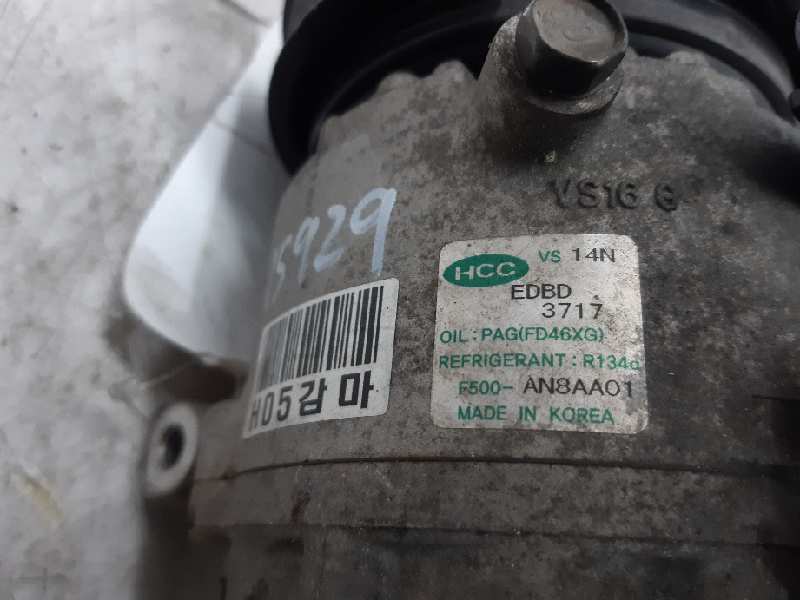 VS16 G
5929
HCC VS 14N
EDBD
3717
OIL : PAG(FD46XG)
REFRIGERANT : R134a
F500- AN8AA01
MADE IN KOREA
H05감마